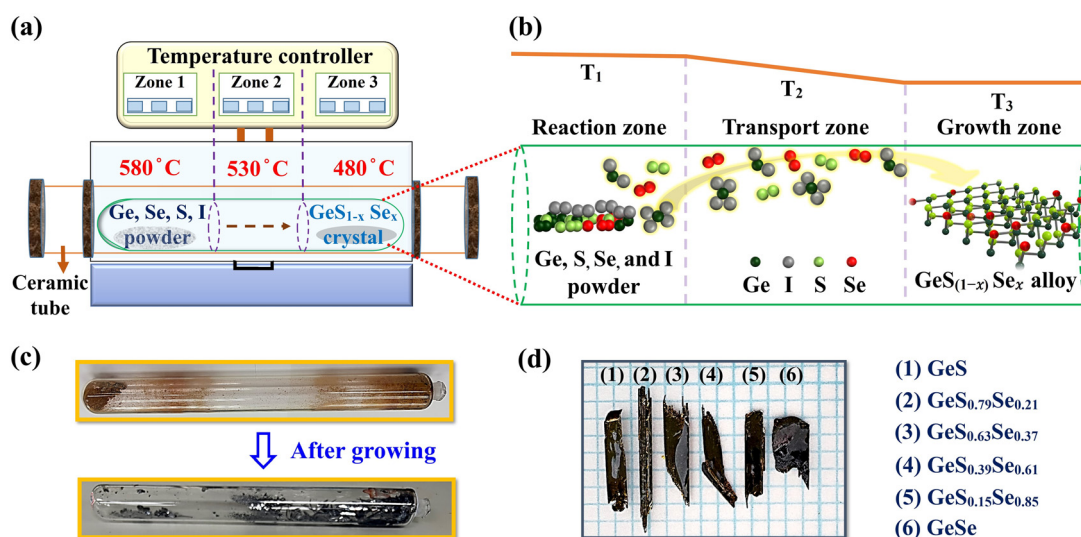 (a)
Temperature controller
Zone 1
Zone 2
Zone 3
580°C
530°C
480°C
Ge, Se, S, I
powder
GeS₁₋ₓ Seₓ
crystal
Ceramic
tube
(b)
T₁
T₂
T₃
Reaction zone
Transport zone
Growth zone
Ge, S, Se, and I
powder
Ge I S Se
GeS₍₁₋ₓ₎ Seₓ alloy
(c)
After growing
(d)
(1) (2) (3) (4) (5) (6)
(1) GeS
(2) GeS₀.₇₉Se₀.₂₁
(3) GeS₀.₆₃Se₀.₃₇
(4) GeS₀.₃₉Se₀.₆₁
(5) GeS₀.₁₅Se₀.₈₅
(6) GeSe